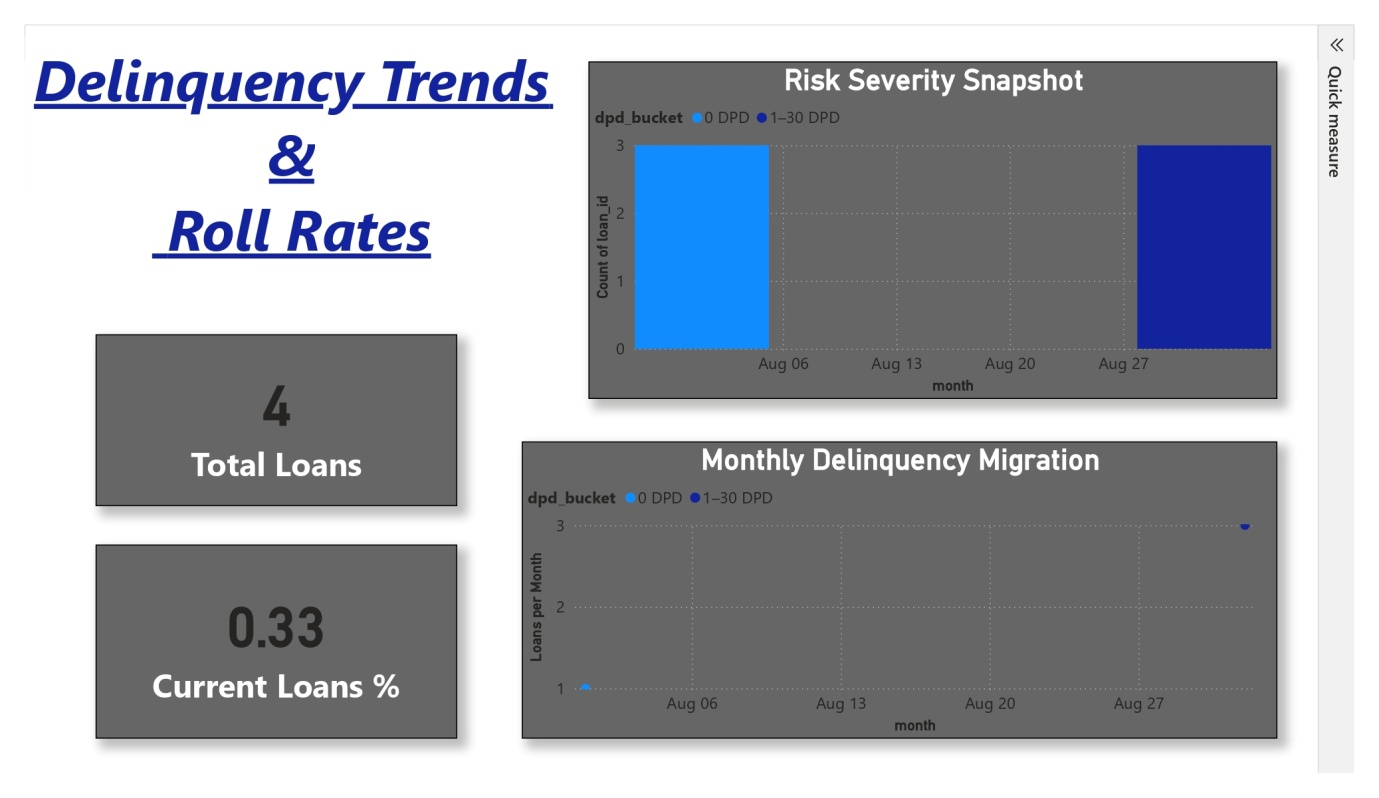 Delinquency Trends
&
Roll Rates
4
Total Loans
0.33
Current Loans %
Risk Severity Snapshot
dpd_bucket 0 DPD 1–30 DPD
Count of loan_id
3
2
1
0
Aug 06 Aug 13 Aug 20 Aug 27
month
Monthly Delinquency Migration
dpd_bucket 0 DPD 1–30 DPD
Loans per Month
3
2
1
Aug 06 Aug 13 Aug 20 Aug 27
month
Quick measure